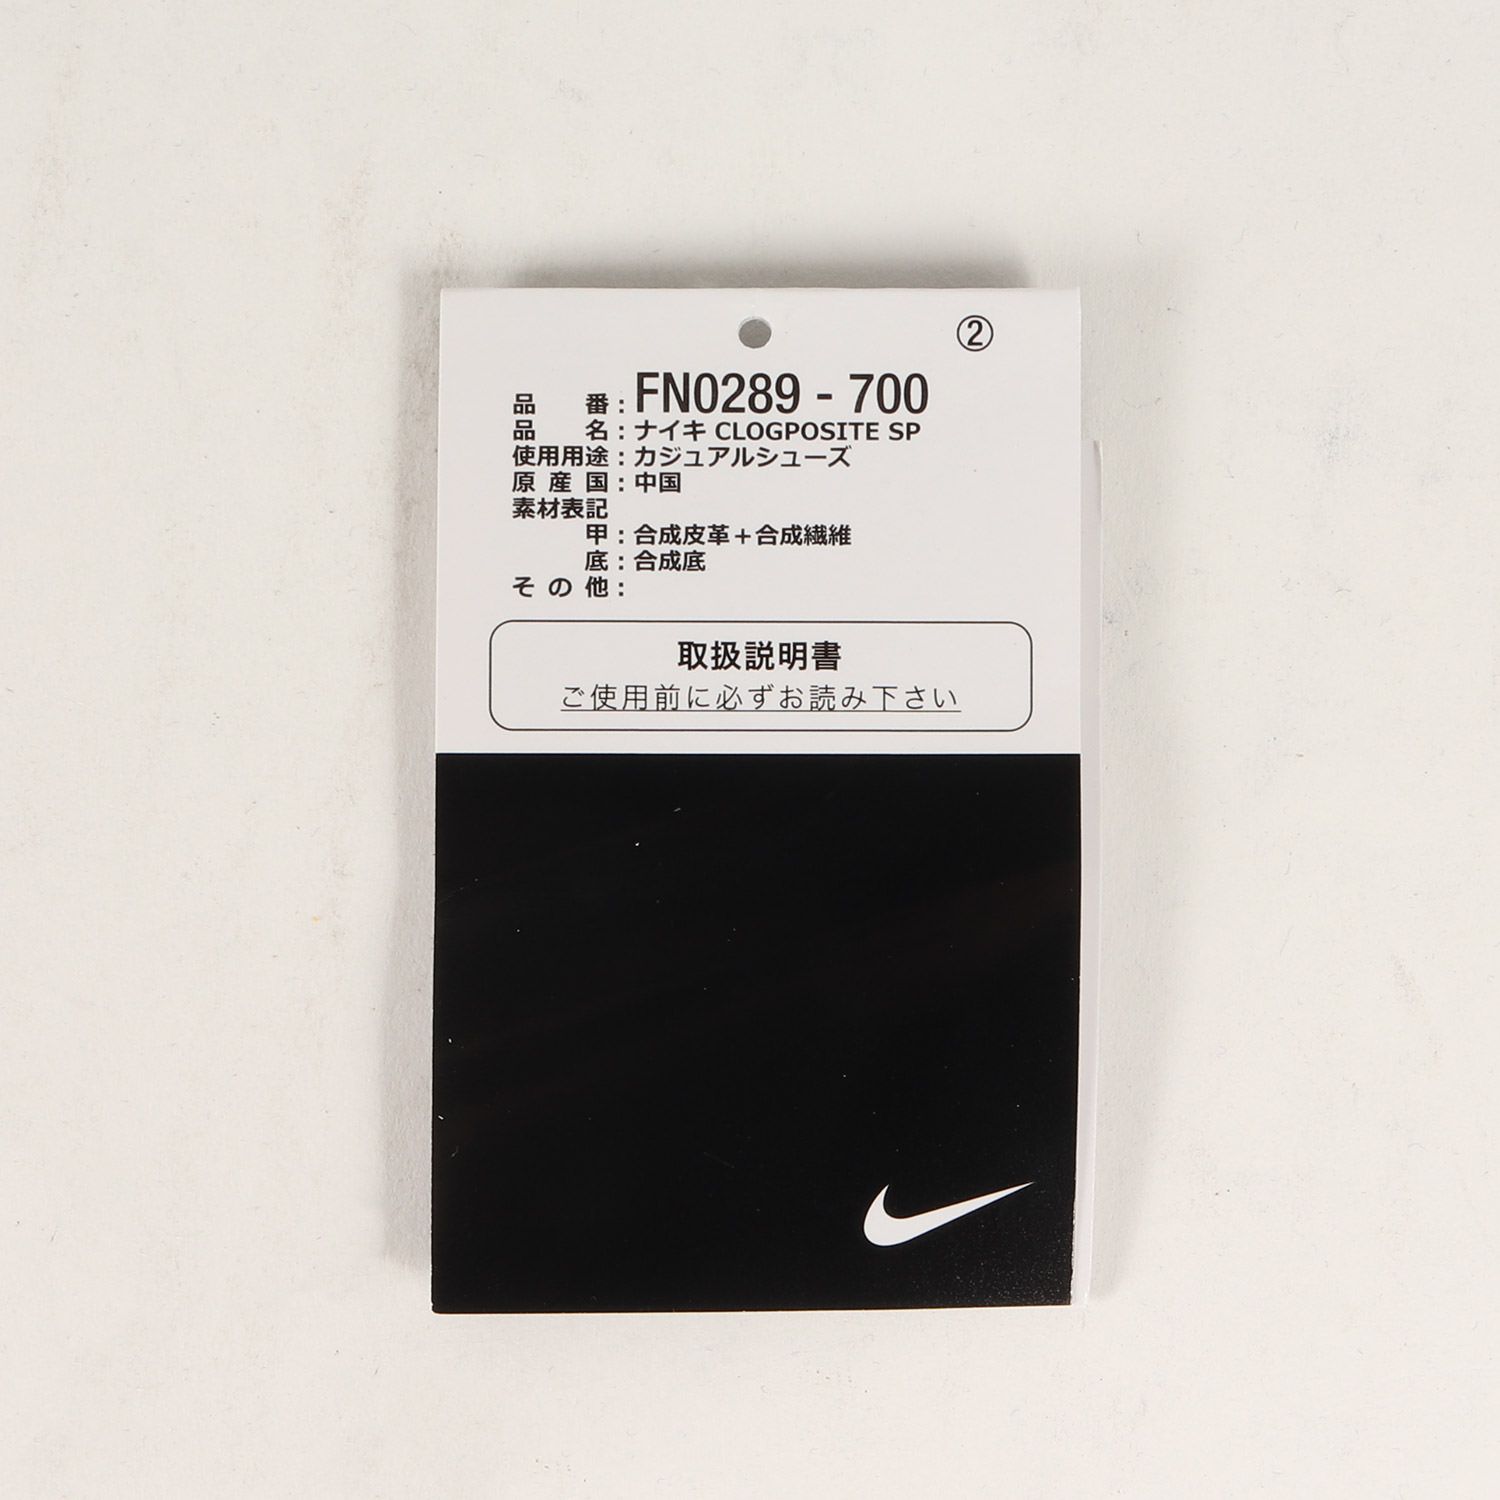 ②
品番：FN0289 - 700
品名：ナイキ CLOGPOSITE SP
使用用途：カジュアルシューズ
原産国：中国
素材表記
甲：合成皮革＋合成繊維
底：合成底
その他：
取扱説明書
ご使用前に必ずお読み下さい